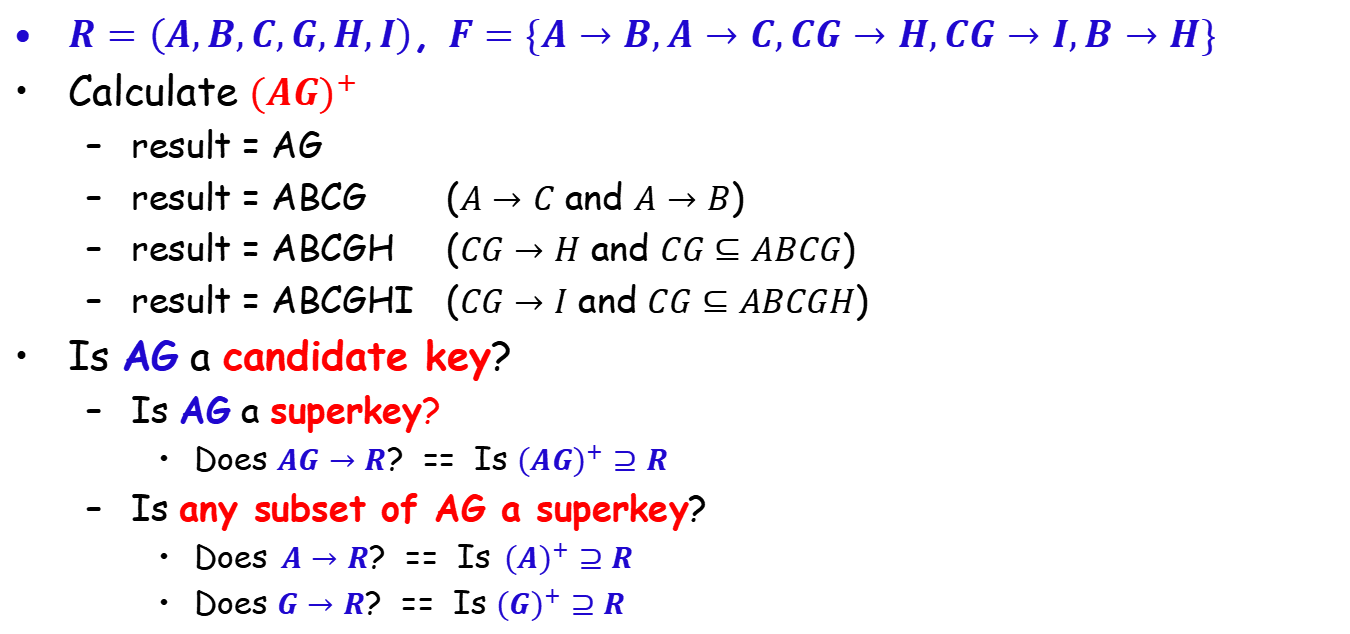 • R = (A, B, C, G, H, I), F = {A → B, A → C, CG → H, CG → I, B → H}
• Calculate (AG)⁺
– result = AG
– result = ABCG (A → C and A → B)
– result = ABCGH (CG → H and CG ⊆ ABCG)
– result = ABCGHI (CG → I and CG ⊆ ABCGH)
• Is AG a candidate key?
– Is AG a superkey?
• Does AG → R? == Is (AG)⁺ ⊇ R
– Is any subset of AG a superkey?
• Does A → R? == Is (A)⁺ ⊇ R
• Does G → R? == Is (G)⁺ ⊇ R